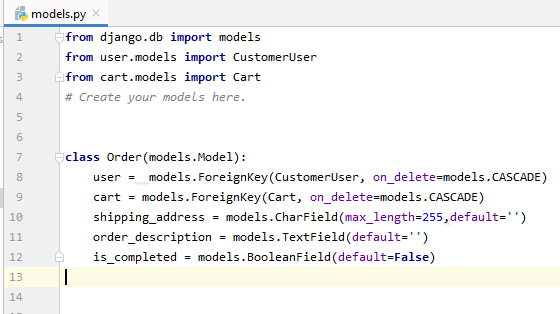 models.py
1 from django.db import models
2 from user.models import CustomerUser
3 from cart.models import Cart
4 # Create your models here.
5
6
7 class Order(models.Model):
8     user =  models.ForeignKey(CustomerUser, on_delete=models.CASCADE)
9     cart = models.ForeignKey(Cart, on_delete=models.CASCADE)
10     shipping_address = models.CharField(max_length=255,default='')
11     order_description = models.TextField(default='')
12     is_completed = models.BooleanField(default=False)
13
14